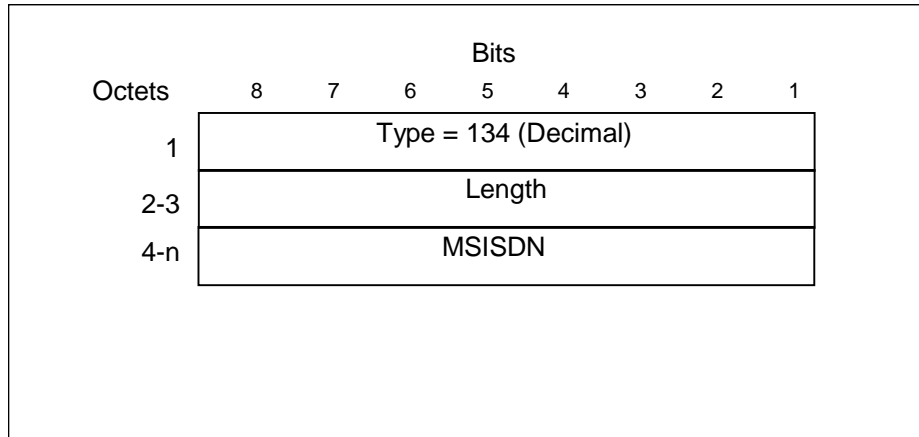 Bits
Octets 8 7 6 5 4 3 2 1
1 Type = 134 (Decimal)
2-3 Length
4-n MSISDN